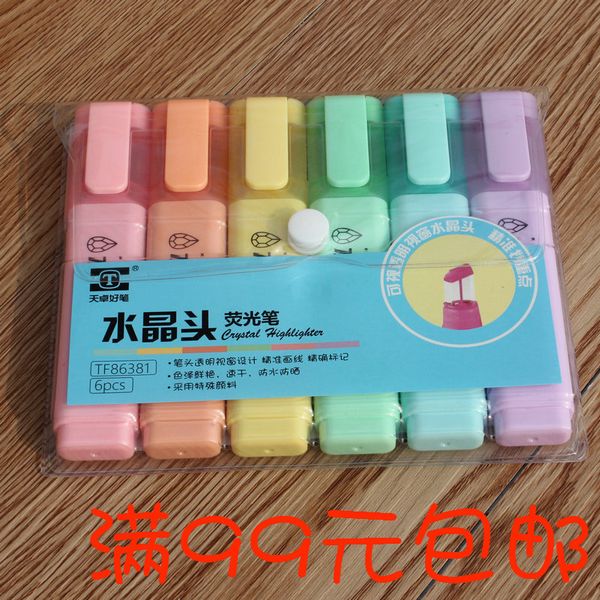 可视透明视窗水晶头 精准划重点
T
®
天卓好笔
水晶头 荧光笔
Crystal Highlighter
TF86381
6pcs
•笔头透明视窗设计 精准画线 精确标记
•色泽鲜艳、速干、防水防晒
•采用特殊颜料
满99元包邮